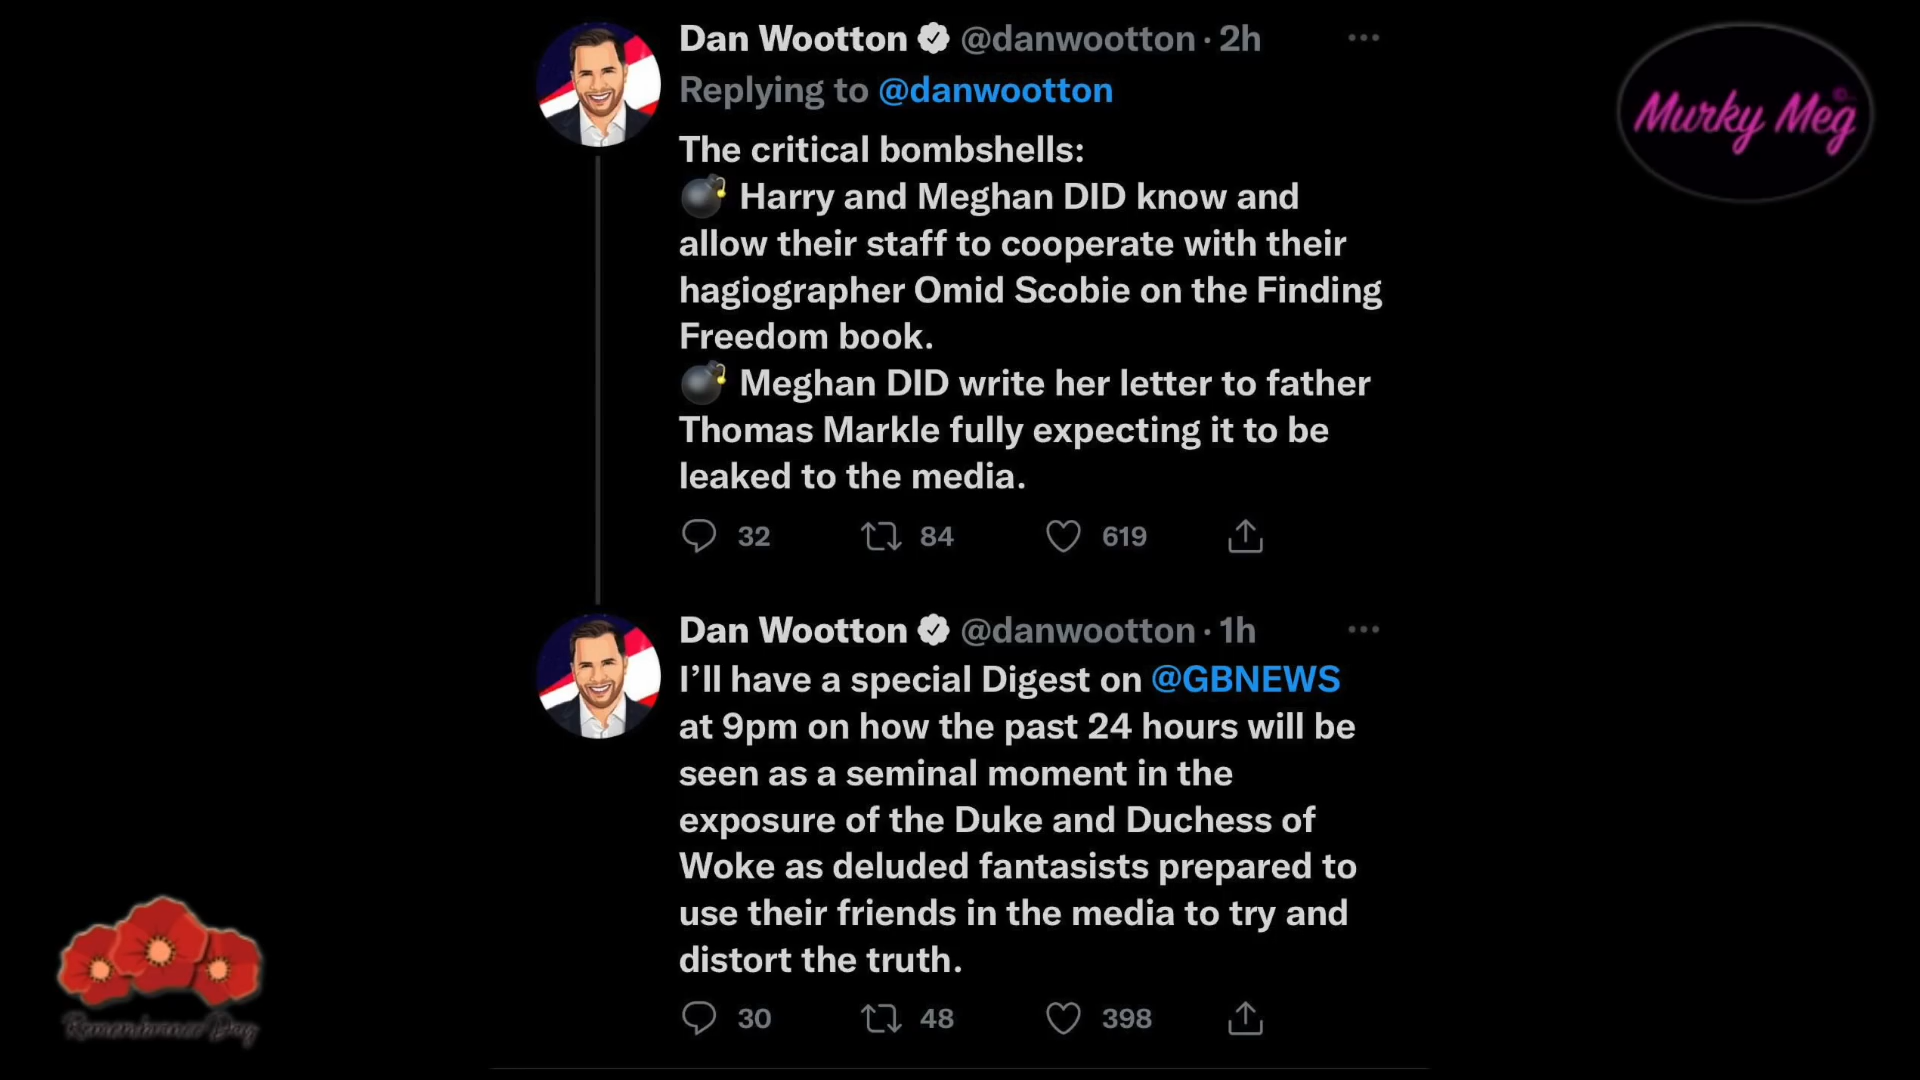 Dan Wootton @danwootton · 2h
Replying to @danwootton
The critical bombshells:
💣 Harry and Meghan DID know and
allow their staff to cooperate with their
hagiographer Omid Scobie on the Finding
Freedom book.
💣 Meghan DID write her letter to father
Thomas Markle fully expecting it to be
leaked to the media.
32 84 619
Dan Wootton @danwootton · 1h
I’ll have a special Digest on @GBNEWS
at 9pm on how the past 24 hours will be
seen as a seminal moment in the
exposure of the Duke and Duchess of
Woke as deluded fantasists prepared to
use their friends in the media to try and
distort the truth.
30 48 398
Murky Meg
Remembrance Day